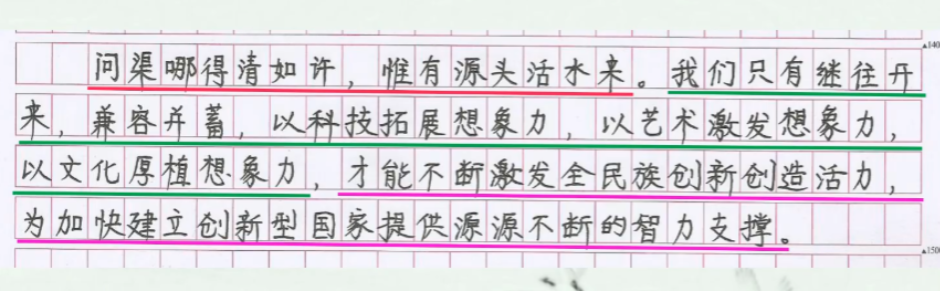 问渠哪得清如许，惟有源头活水来。我们只有继往开
来，兼容并蓄，以科技拓展想象力，以艺术激发想象力，
以文化厚植想象力，才能不断激发全民族创新创造活力，
为加快建立创新型国家提供源源不断的智力支撑。